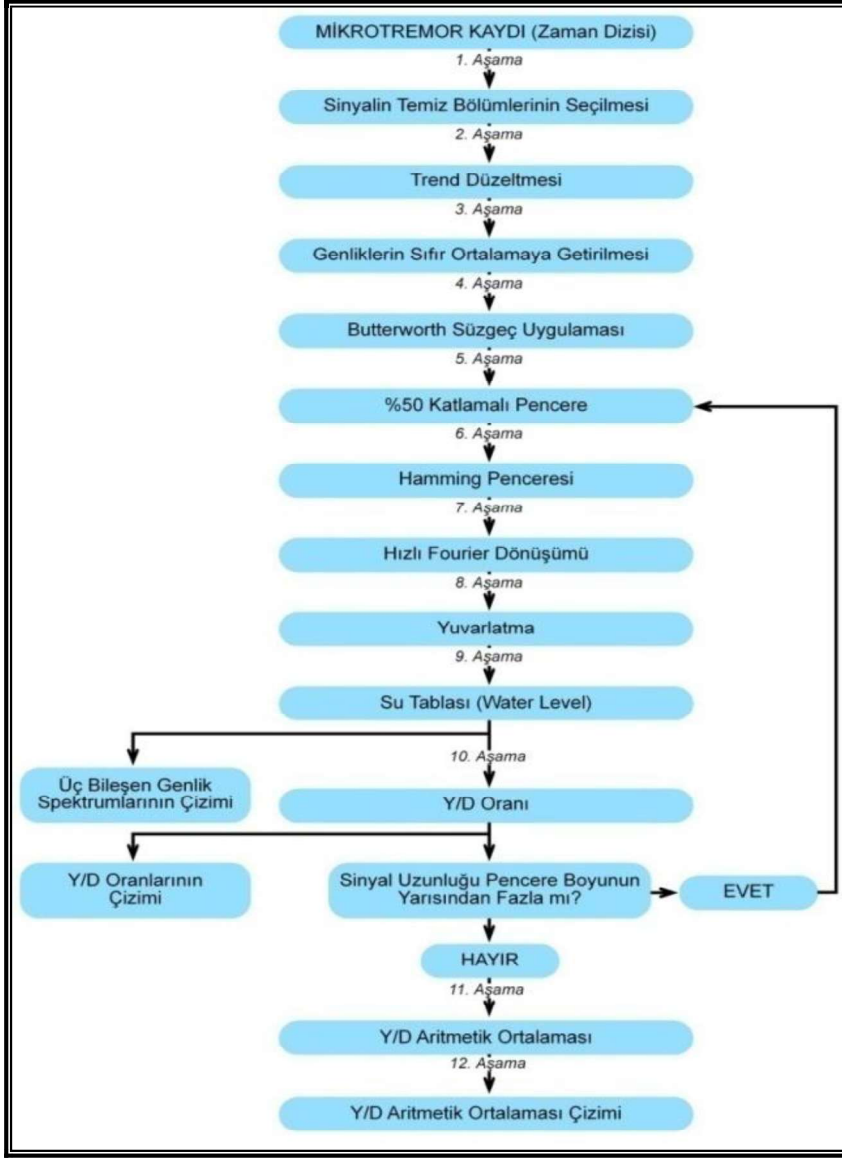 MİKROTREMOR KAYDI (Zaman Dizisi)
1. Aşama
Sinyalin Temiz Bölümlerinin Seçilmesi
2. Aşama
Trend Düzeltmesi
3. Aşama
Genliklerin Sıfır Ortalamaya Getirilmesi
4. Aşama
Butterworth Süzgeç Uygulaması
5. Aşama
%50 Katlamalı Pencere
6. Aşama
Hamming Penceresi
7. Aşama
Hızlı Fourier Dönüşümü
8. Aşama
Yuvarlatma
9. Aşama
Su Tablası (Water Level)
10. Aşama
Üç Bileşen Genlik
Spektrumlarının Çizimi
Y/D Oranı
Y/D Oranlarının
Çizimi
Sinyal Uzunluğu Pencere Boyunun
Yarısından Fazla mı?
EVET
HAYIR
11. Aşama
Y/D Aritmetik Ortalaması
12. Aşama
Y/D Aritmetik Ortalaması Çizimi